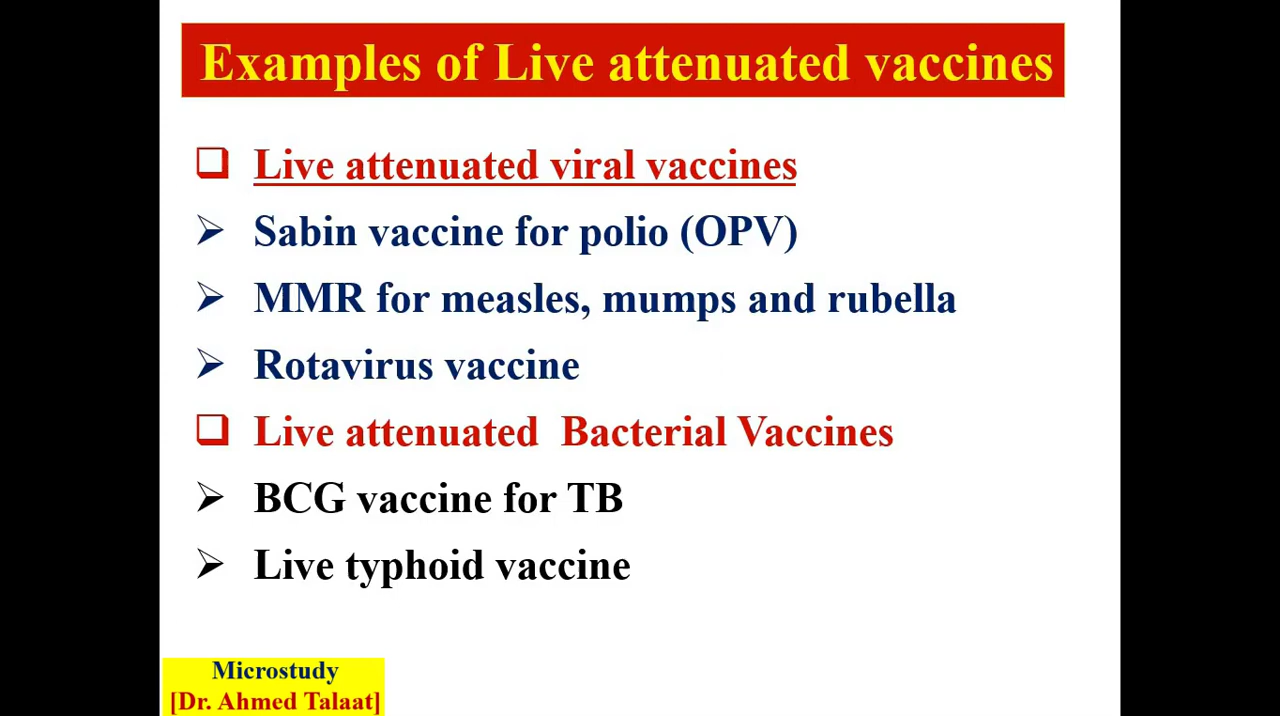 Examples of Live attenuated vaccines
Live attenuated viral vaccines
Sabin vaccine for polio (OPV)
MMR for measles, mumps and rubella
Rotavirus vaccine
Live attenuated  Bacterial Vaccines
BCG vaccine for TB
Live typhoid vaccine
Microstudy
[Dr. Ahmed Talaat]